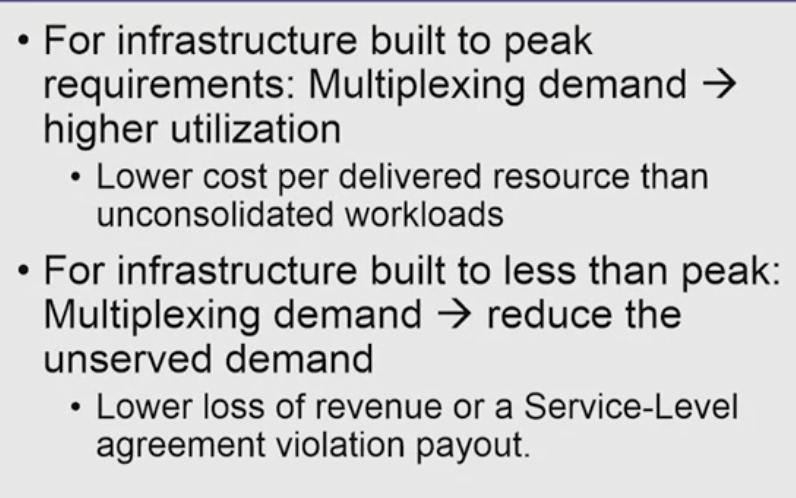 • For infrastructure built to peak
requirements: Multiplexing demand →
higher utilization
• Lower cost per delivered resource than
unconsolidated workloads
• For infrastructure built to less than peak:
Multiplexing demand → reduce the
unserved demand
• Lower loss of revenue or a Service-Level
agreement violation payout.